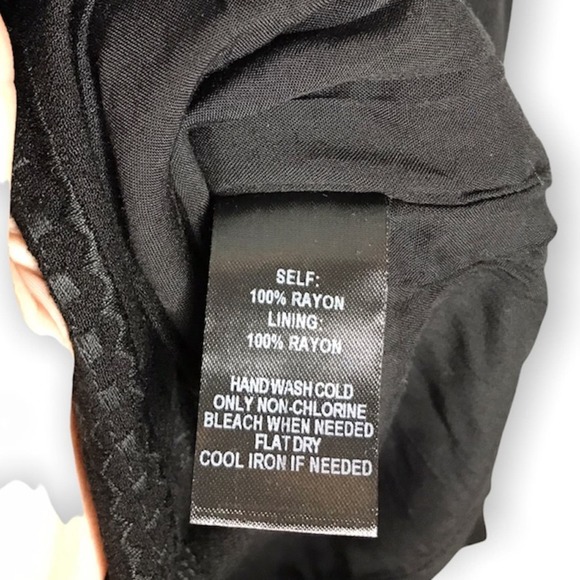 SELF:
100% RAYON
LINING:
100% RAYON
HAND WASH COLD
ONLY NON-CHLORINE
BLEACH WHEN NEEDED
FLAT DRY
COOL IRON IF NEEDED